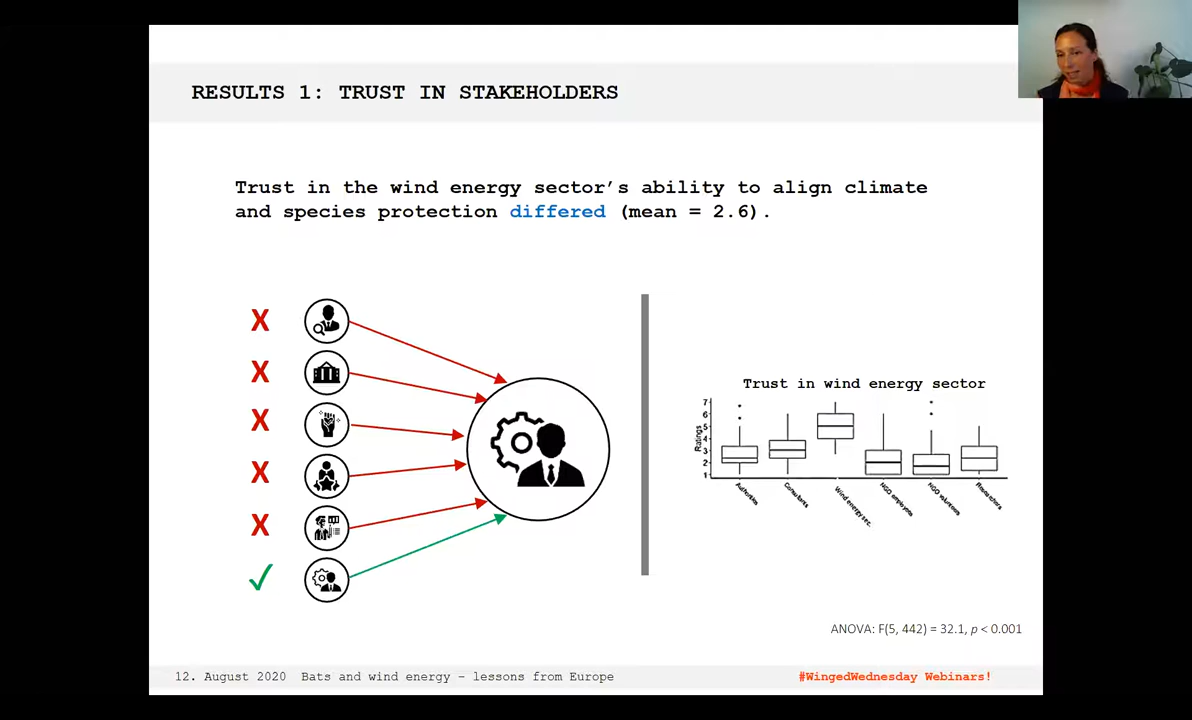 RESULTS 1: TRUST IN STAKEHOLDERS
Trust in the wind energy sector's ability to align climate
and species protection differed (mean = 2.6).
X
X
X
X
X
✓
Trust in wind energy sector
Ratings
7
6
5
4
3
2
1
Authorities
Consultants
Wind energy sec.
NGO employees
NGO volunteers
Researchers
ANOVA: F(5, 442) = 32.1, p < 0.001
12. August 2020 Bats and wind energy – lessons from Europe
#WingedWednesday Webinars!